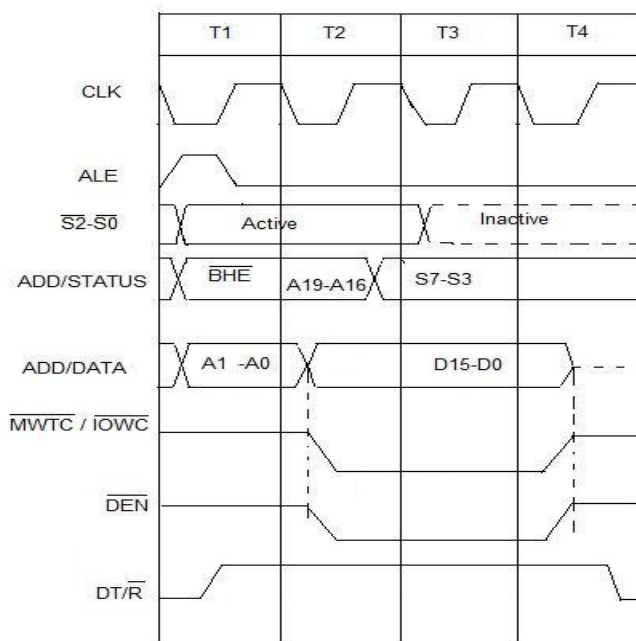 T1 T2 T3 T4
CLK
ALE
S2-S0 Active Inactive
ADD/STATUS BHE A19-A16 S7-S3
ADD/DATA A1 -A0 D15-D0
MWTC / IOWC
DEN
DT/R